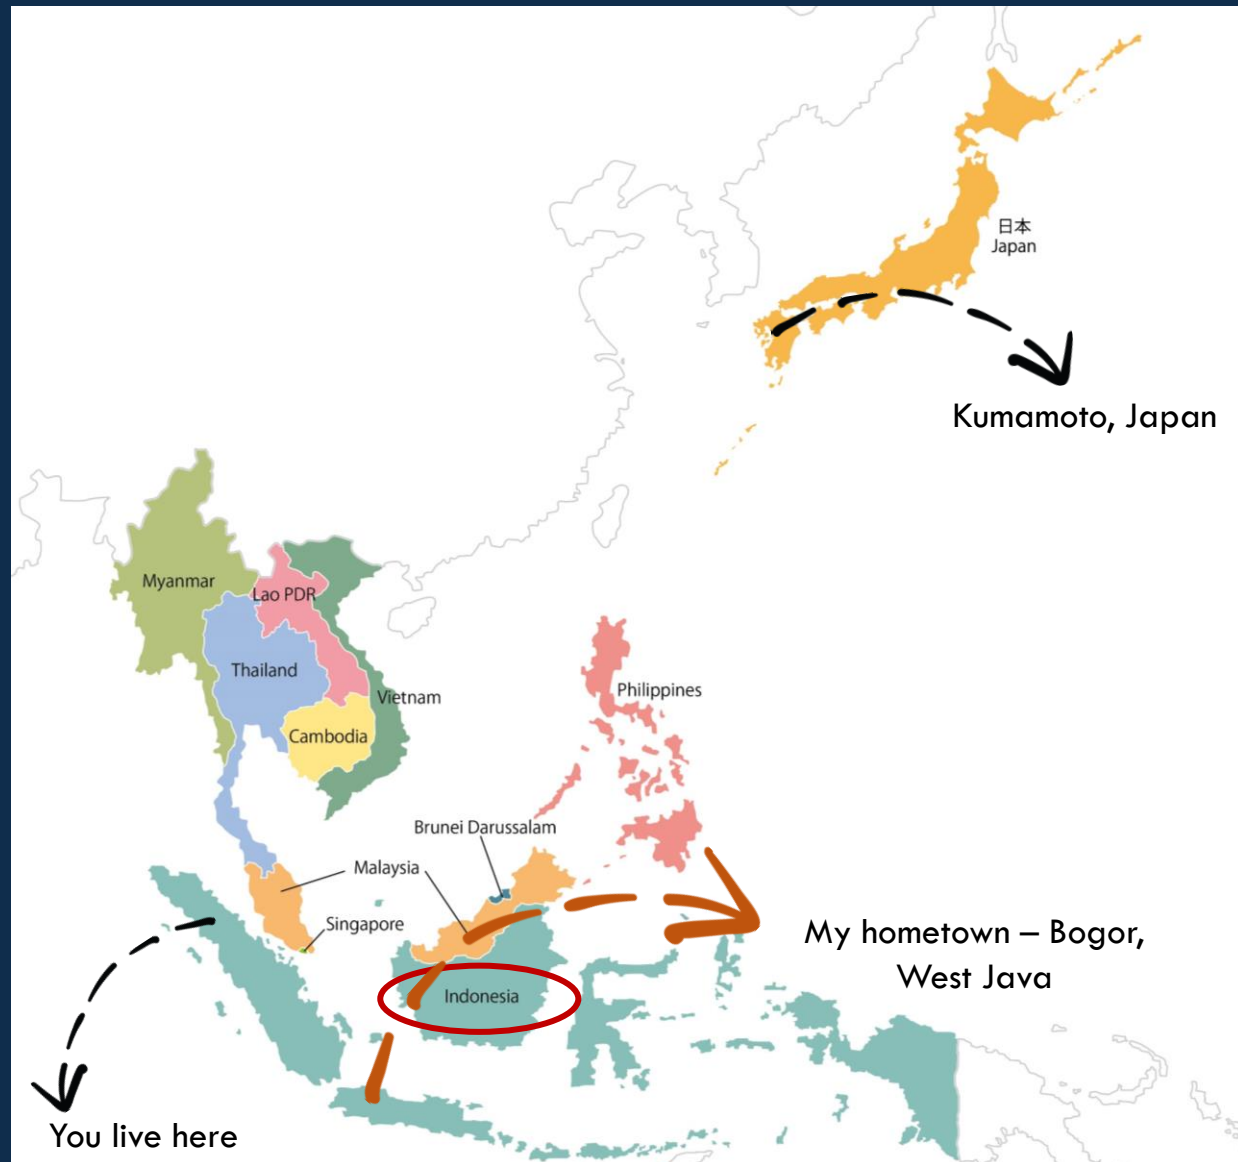 日本
Japan
Kumamoto, Japan
Myanmar
Lao PDR
Thailand
Vietnam
Philippines
Cambodia
Brunei Darussalam
Malaysia
Singapore
My hometown – Bogor,
West Java
Indonesia
You live here